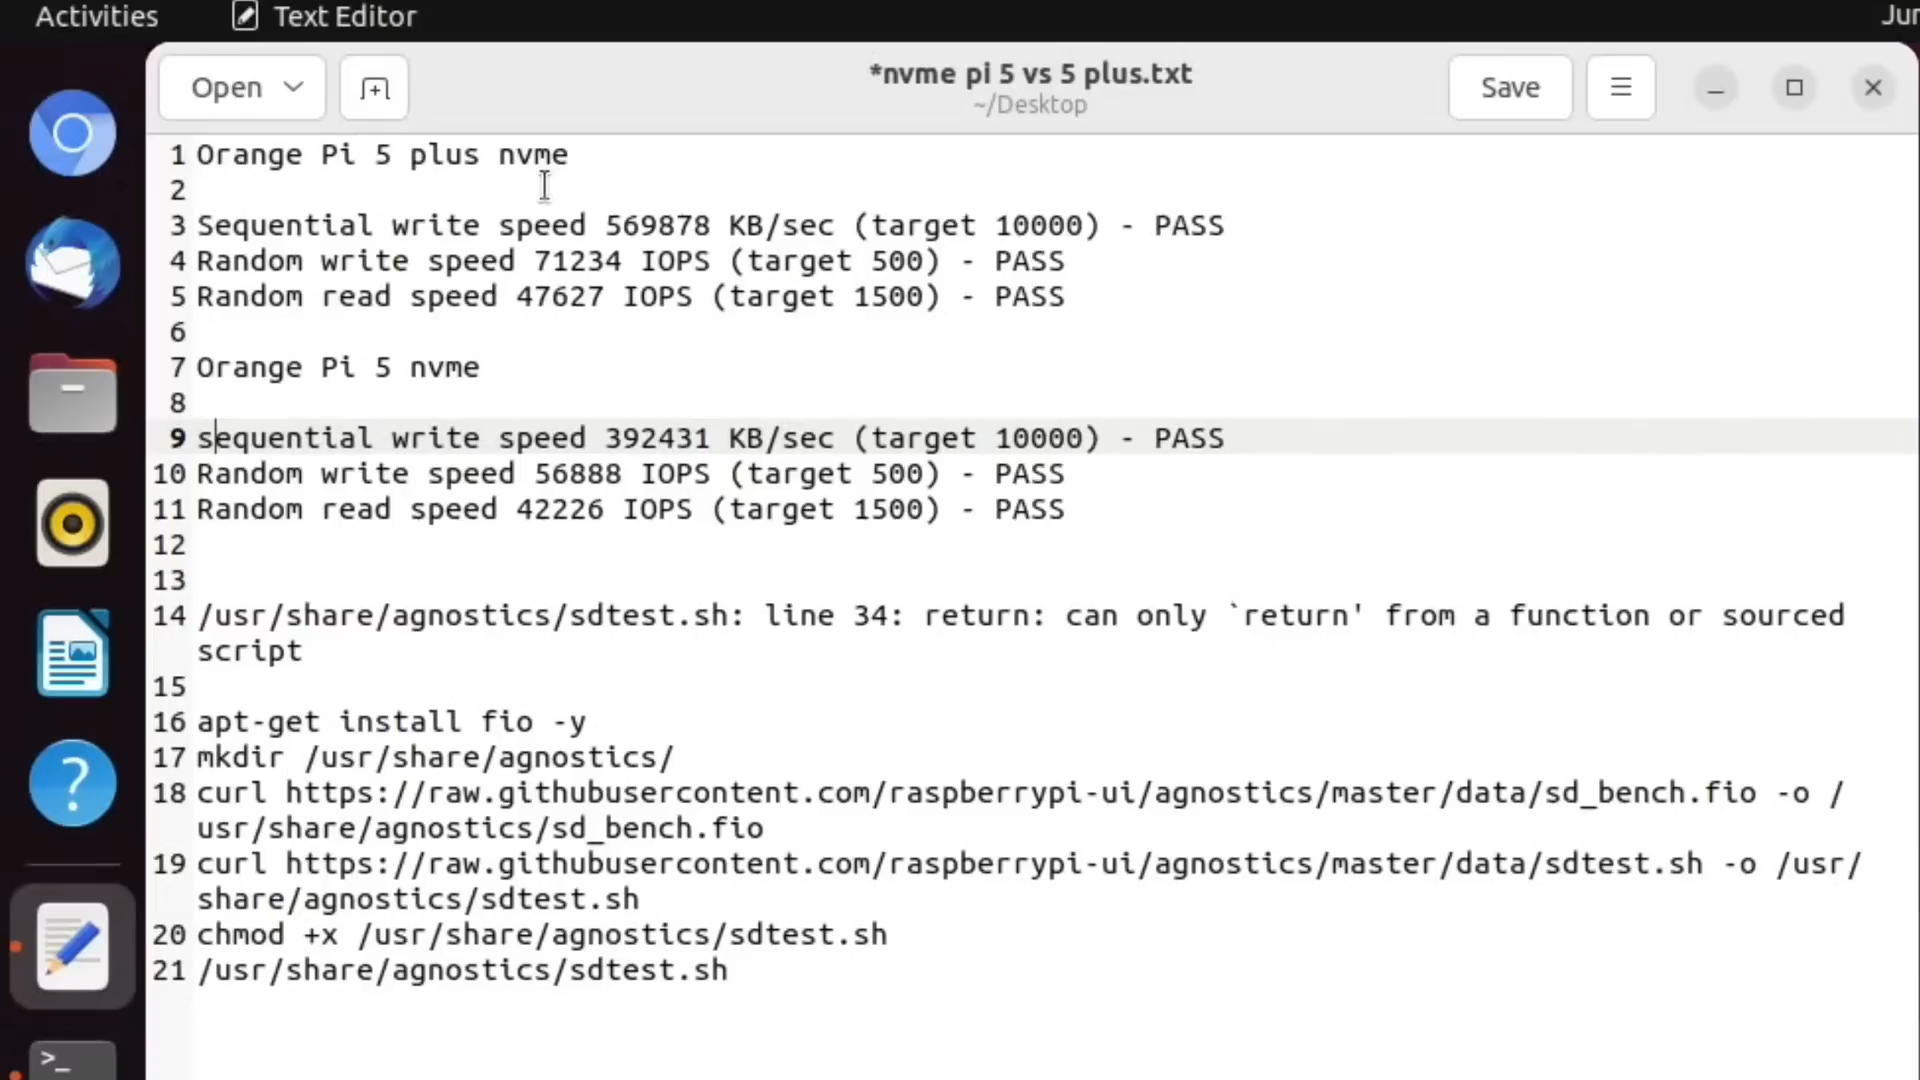 Activities
Text Editor
Jun
Open
*nvme pi 5 vs 5 plus.txt
~/Desktop
Save
1 Orange Pi 5 plus nvme
2
3 Sequential write speed 569878 KB/sec (target 10000) - PASS
4 Random write speed 71234 IOPS (target 500) - PASS
5 Random read speed 47627 IOPS (target 1500) - PASS
6
7 Orange Pi 5 nvme
8
9 sequential write speed 392431 KB/sec (target 10000) - PASS
10 Random write speed 56888 IOPS (target 500) - PASS
11 Random read speed 42226 IOPS (target 1500) - PASS
12
13
14 /usr/share/agnostics/sdtest.sh: line 34: return: can only `return' from a function or sourced
script
15
16 apt-get install fio -y
17 mkdir /usr/share/agnostics/
18 curl https://raw.githubusercontent.com/raspberrypi-ui/agnostics/master/data/sd_bench.fio -o /
usr/share/agnostics/sd_bench.fio
19 curl https://raw.githubusercontent.com/raspberrypi-ui/agnostics/master/data/sdtest.sh -o /usr/
share/agnostics/sdtest.sh
20 chmod +x /usr/share/agnostics/sdtest.sh
21 /usr/share/agnostics/sdtest.sh